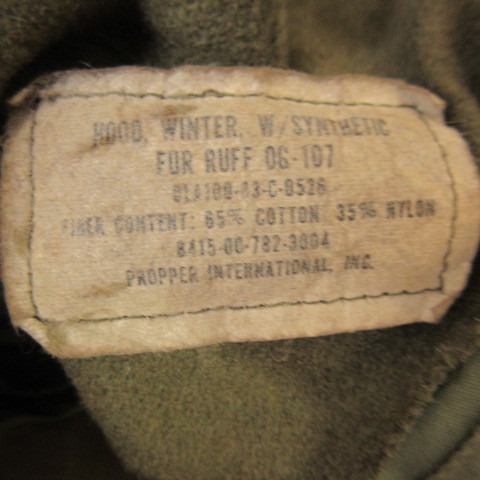 HOOD, WINTER, W/SYNTHETIC
FUR RUFF OG-107
DLA100-83-C-0526
FIBER CONTENT: 65% COTTON 35% NYLON
8415-00-782-3004
PROPPER INTERNATIONAL, INC.